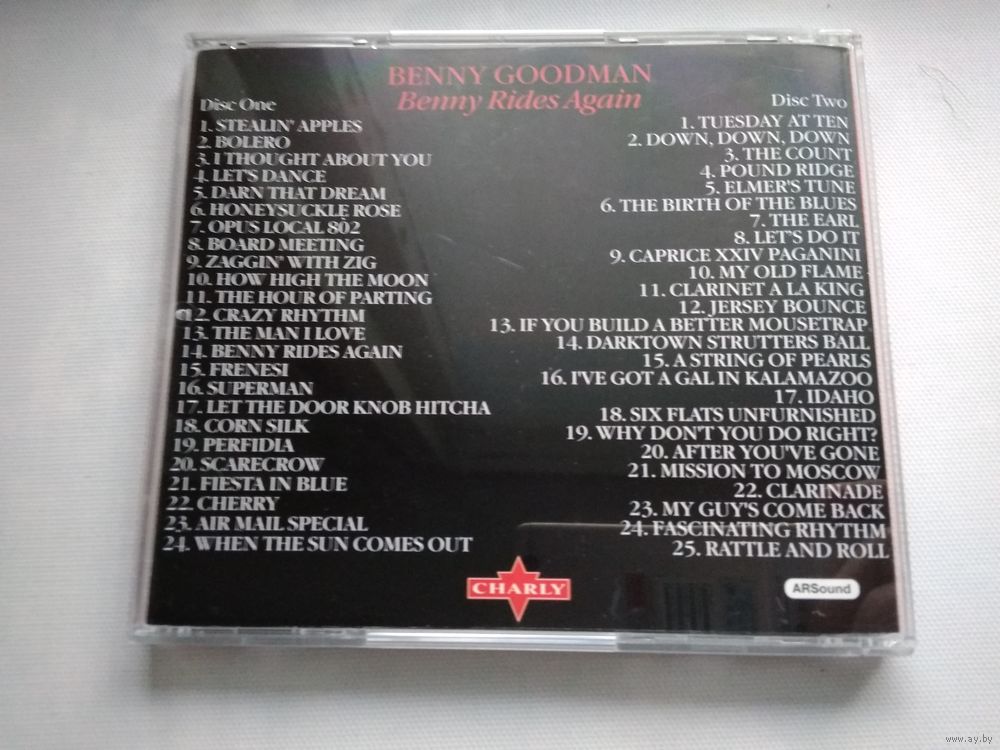 BENNY GOODMAN
Benny Rides Again
Disc One
1. STEALIN' APPLES
2. BOLERO
3. I THOUGHT ABOUT YOU
4. LET'S DANCE
5. DARN THAT DREAM
6. HONEYSUCKLE ROSE
7. OPUS LOCAL 802
8. BOARD MEETING
9. ZAGGIN' WITH ZIG
10. HOW HIGH THE MOON
11. THE HOUR OF PARTING
12. CRAZY RHYTHM
13. THE MAN I LOVE
14. BENNY RIDES AGAIN
15. FRENESI
16. SUPERMAN
17. LET THE DOOR KNOB HITCHA
18. CORN SILK
19. PERFIDIA
20. SCARECROW
21. FIESTA IN BLUE
22. CHERRY
23. AIR MAIL SPECIAL
24. WHEN THE SUN COMES OUT
Disc Two
1. TUESDAY AT TEN
2. DOWN, DOWN, DOWN
3. THE COUNT
4. POUND RIDGE
5. ELMER'S TUNE
6. THE BIRTH OF THE BLUES
7. THE EARL
8. LET'S DO IT
9. CAPRICE XXIV PAGANINI
10. MY OLD FLAME
11. CLARINET A LA KING
12. JERSEY BOUNCE
13. IF YOU BUILD A BETTER MOUSETRAP
14. DARKTOWN STRUTTERS BALL
15. A STRING OF PEARLS
16. I'VE GOT A GAL IN KALAMAZOO
17. IDAHO
18. SIX FLATS UNFURNISHED
19. WHY DON'T YOU DO RIGHT?
20. AFTER YOU'VE GONE
21. MISSION TO MOSCOW
22. CLARINADE
23. MY GUY'S COME BACK
24. FASCINATING RHYTHM
25. RATTLE AND ROLL
CHARLY
ARSound
www.ay.by